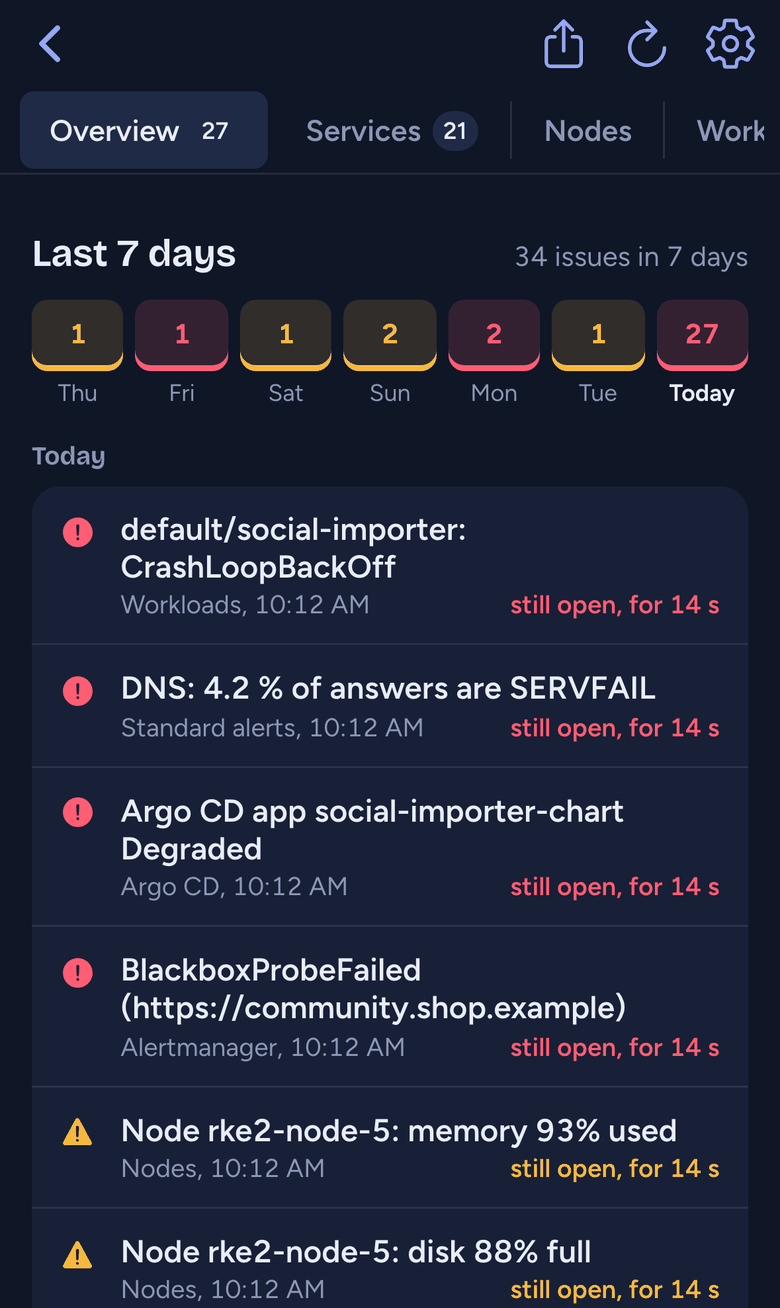 Overview 27 Services 21 Nodes Work
Last 7 days 34 issues in 7 days
1 1 1 2 2 1 27
Thu Fri Sat Sun Mon Tue Today
Today
default/social-importer:
CrashLoopBackOff
Workloads, 10:12 AM still open, for 14 s
DNS: 4.2 % of answers are SERVFAIL
Standard alerts, 10:12 AM still open, for 14 s
Argo CD app social-importer-chart
Degraded
Argo CD, 10:12 AM still open, for 14 s
BlackboxProbeFailed
(https://community.shop.example)
Alertmanager, 10:12 AM still open, for 14 s
Node rke2-node-5: memory 93% used
Nodes, 10:12 AM still open, for 14 s
Node rke2-node-5: disk 88% full
Nodes, 10:12 AM still open, for 14 s